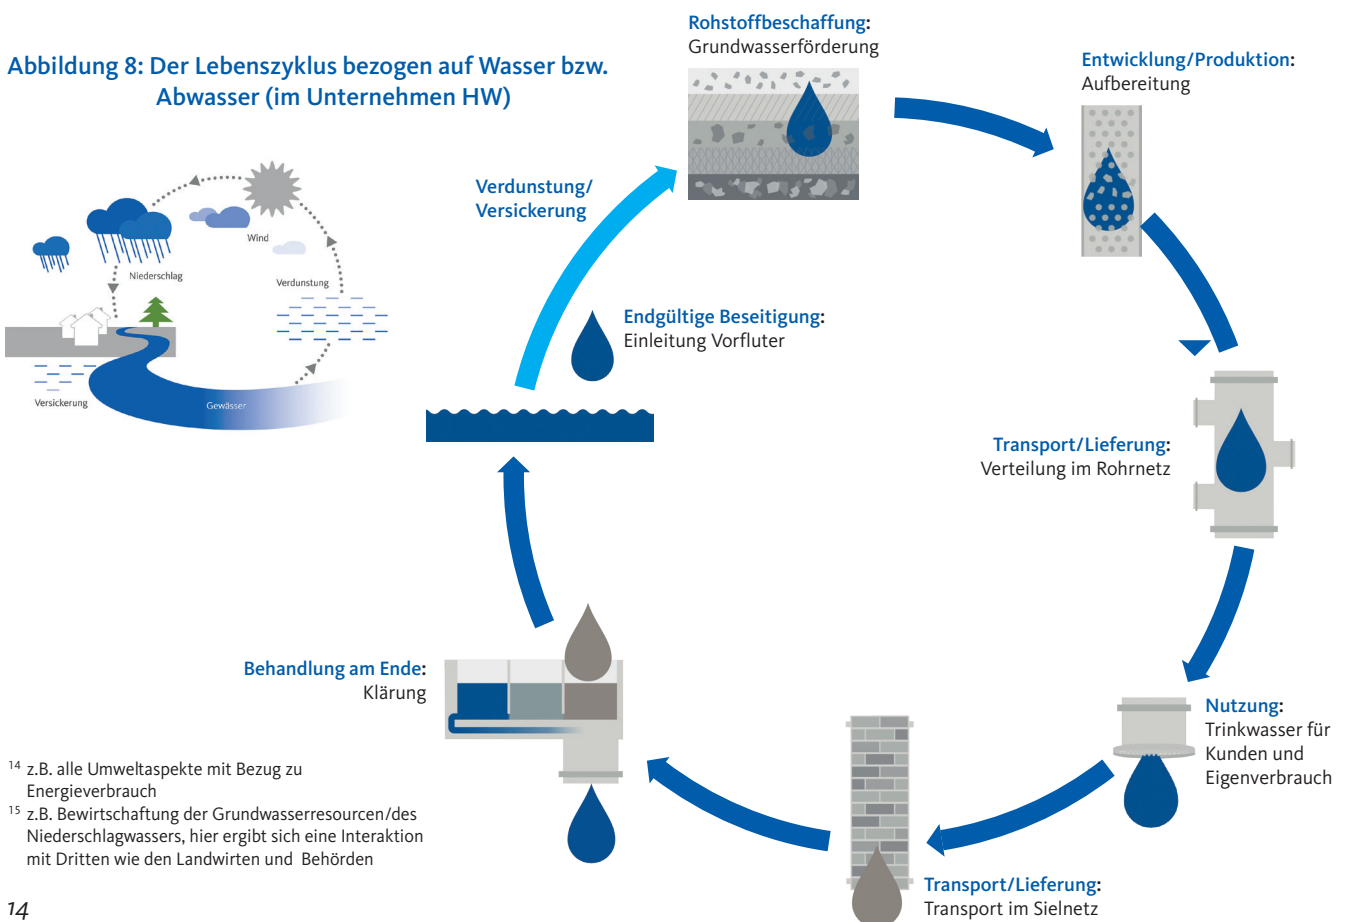 Abbildung 8: Der Lebenszyklus bezogen auf Wasser bzw.
Abwasser (im Unternehmen HW)
Rohstoffbeschaffung:
Grundwasserförderung
Entwicklung/Produktion:
Aufbereitung
Verdunstung/
Versickerung
Wind
Niederschlag
Verdunstung
Versickerung
Gewässer
Endgültige Beseitigung:
Einleitung Vorfluter
Transport/Lieferung:
Verteilung im Rohrnetz
Behandlung am Ende:
Klärung
Nutzung:
Trinkwasser für
Kunden und
Eigenverbrauch
Transport/Lieferung:
Transport im Sielnetz
14 z.B. alle Umweltaspekte mit Bezug zu
Energieverbrauch
15 z.B. Bewirtschaftung der Grundwasserresourcen/des
Niederschlagwassers, hier ergibt sich eine Interaktion
mit Dritten wie den Landwirten und Behörden
14